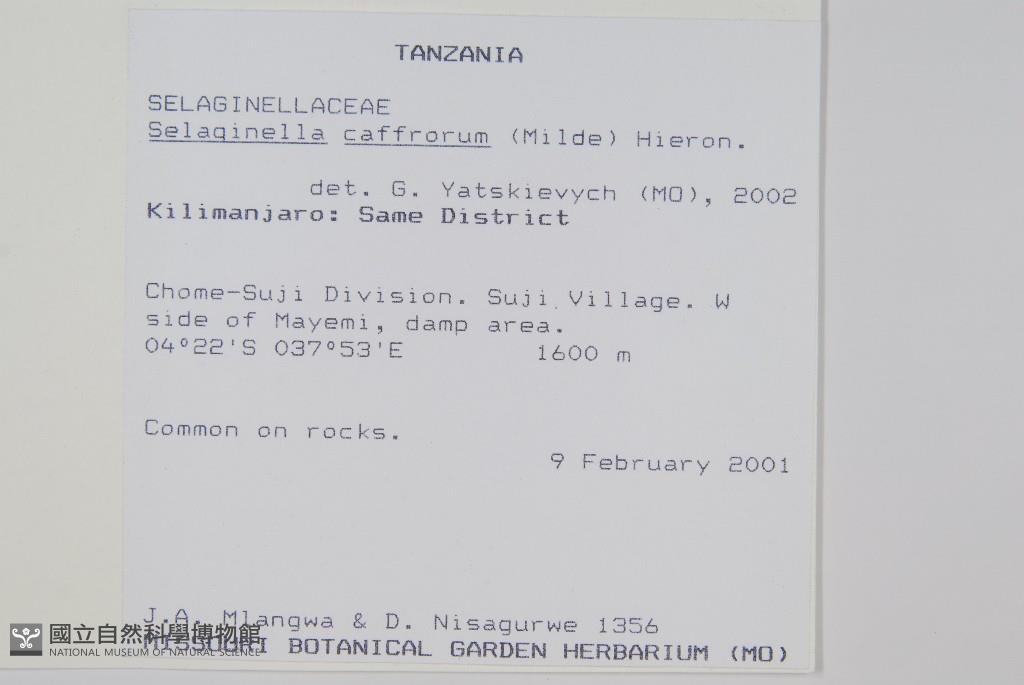 TANZANIA
SELAGINELLACEAE
Selaginella caffrorum (Milde) Hieron.
det. G. Yatskievych (MO), 2002
Kilimanjaro: Same District
Chome-Suji Division. Suji Village. W
side of Mayemi, damp area.
04°22'S 037°53'E 1600 m
Common on rocks.
9 February 2001
J.A. Mlangwa & D. Nisagurwe 1356
MISSOURI BOTANICAL GARDEN HERBARIUM (MO)
國立自然科學博物館
NATIONAL MUSEUM OF NATURAL SCIENCE